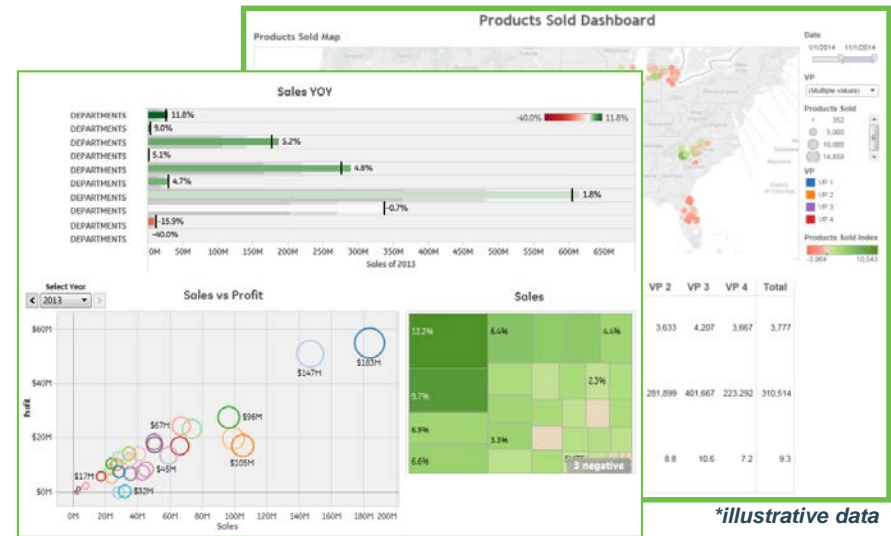 Products Sold Dashboard
Products Sold Map
Date
1/1/2014 11/1/2014
VP
(Multiple values)
Products Sold
352
5,000
10,000
14,858
VP
VP 1
VP 2
VP 3
VP 4
Products Sold Index
-3,964 10,543
VP 2 VP 3 VP 4 Total
3,633 4,207 3,667 3,777
281,899 401,667 223,292 310,514
8.8 10.6 7.2 9.3
Sales YOY
-40.0% 11.8%
DEPARTMENTS 11.8%
DEPARTMENTS 9.0%
DEPARTMENTS 5.2%
DEPARTMENTS 5.1%
DEPARTMENTS 4.8%
DEPARTMENTS 4.7%
DEPARTMENTS 1.8%
DEPARTMENTS -0.7%
DEPARTMENTS -15.9%
DEPARTMENTS -40.0%
0M 50M 100M 150M 200M 250M 300M 350M 400M 450M 500M 550M 600M 650M
Sales of 2013
Select Year
2013
Sales vs Profit
$60M
$40M
$20M
$0M
Profit
$183M
$147M
$96M
$67M
$105M
$45M
$17M
$32M
0M 20M 40M 60M 80M 100M 120M 140M 160M 180M 200M
Sales
Sales
12.2% 6.4% 4.4%
9.7% 2.3%
6.9% 3.3%
6.6%
3 negative
*illustrative data